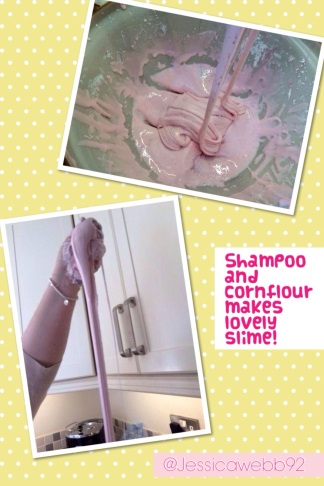 Shampoo
and
cornflour
makes
lovely
slime!
@Jessicawebb92